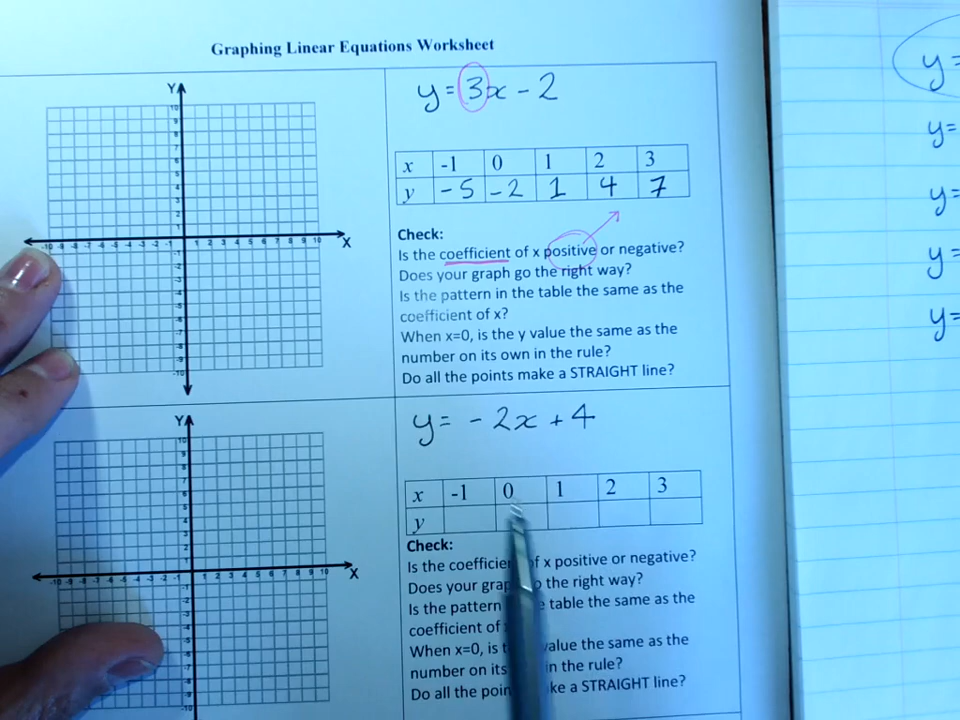 Graphing Linear Equations Worksheet
y = 3x - 2
x -1 0 1 2 3
y -5 -2 1 4 7
Check:
Is the coefficient of x positive or negative?
Does your graph go the right way?
Is the pattern in the table the same as the
coefficient of x?
When x=0, is the y value the same as the
number on its own in the rule?
Do all the points make a STRAIGHT line?
Y
X
y = -2x + 4
x -1 0 1 2 3
y
Check:
Is the of x positive or negative?
Does your the right way?
Is the pattern table the same as the
coefficient of
When x=0, is the same as the
number on its in the rule?
Do all the a STRAIGHT line?
Y
X
y=
y=
y=
y=
y=